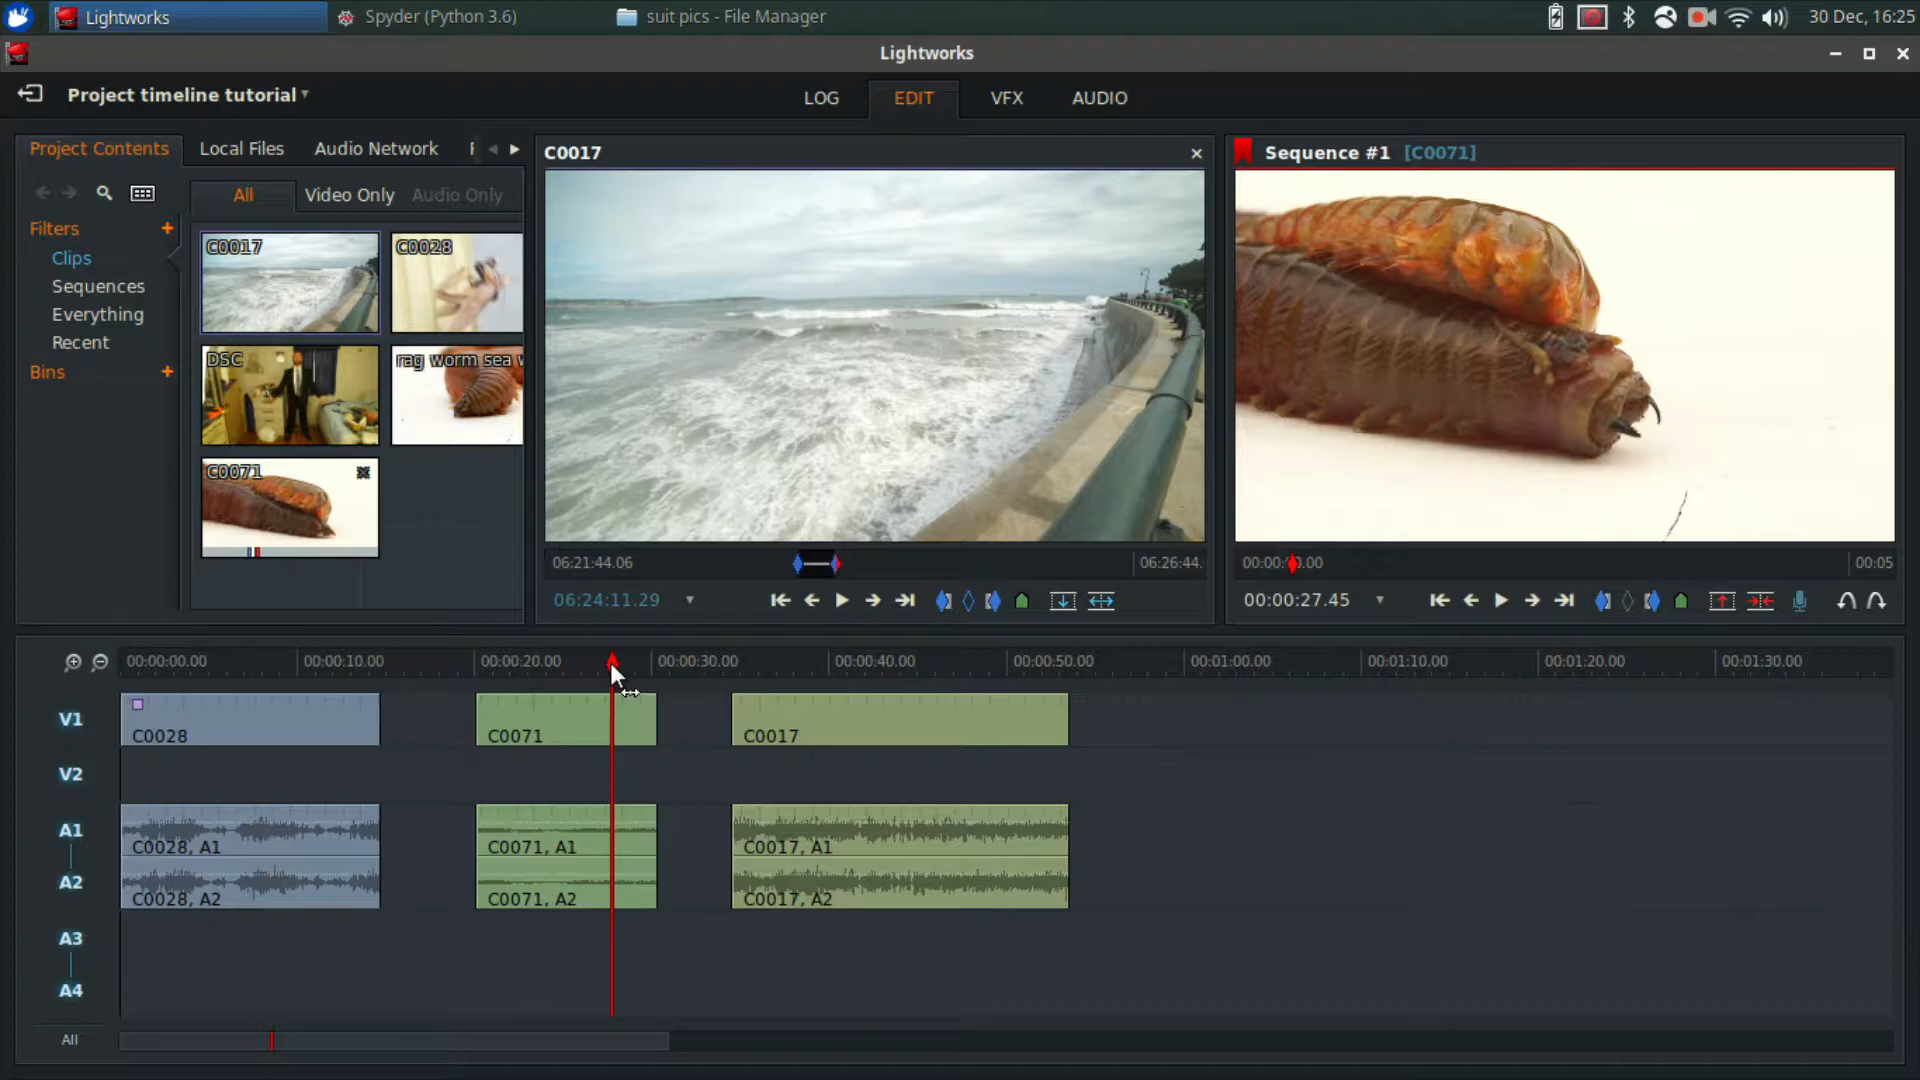 Lightworks
Spyder (Python 3.6)
suit pics - File Manager
30 Dec, 16:25
Lightworks
Project timeline tutorial
LOG
EDIT
VFX
AUDIO
Project Contents
Local Files
Audio Network
C0017
Sequence #1 [C0071]
All
Video Only
Audio Only
Filters +
Clips
Sequences
Everything
Recent
Bins +
C0017
C0028
DSC
rag worm sea
C0071
06:21:44.06
06:26:44.
06:24:11.29
00:05
00:00:27.45
00:00:00.00
00:00:10.00
00:00:20.00
00:00:30.00
00:00:40.00
00:00:50.00
00:01:00.00
00:01:10.00
00:01:20.00
00:01:30.00
V1
C0028
C0071
C0017
V2
A1
C0028, A1
C0071, A1
C0017, A1
A2
C0028, A2
C0071, A2
C0017, A2
A3
A4
All